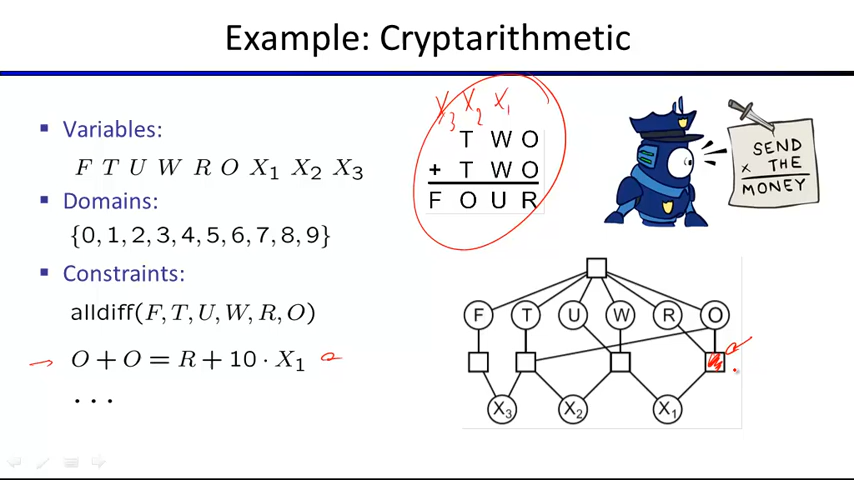 Example: Cryptarithmetic
▪ Variables:
F T U W R O X₁ X₂ X₃
▪ Domains:
{0, 1, 2, 3, 4, 5, 6, 7, 8, 9}
▪ Constraints:
alldiff(F, T, U, W, R, O)
O + O = R + 10 · X₁
. . .
X₃ X₂ X₁
T W O
+ T W O
F O U R
SEND
x THE
MONEY
F T U W R O
X₃ X₂ X₁